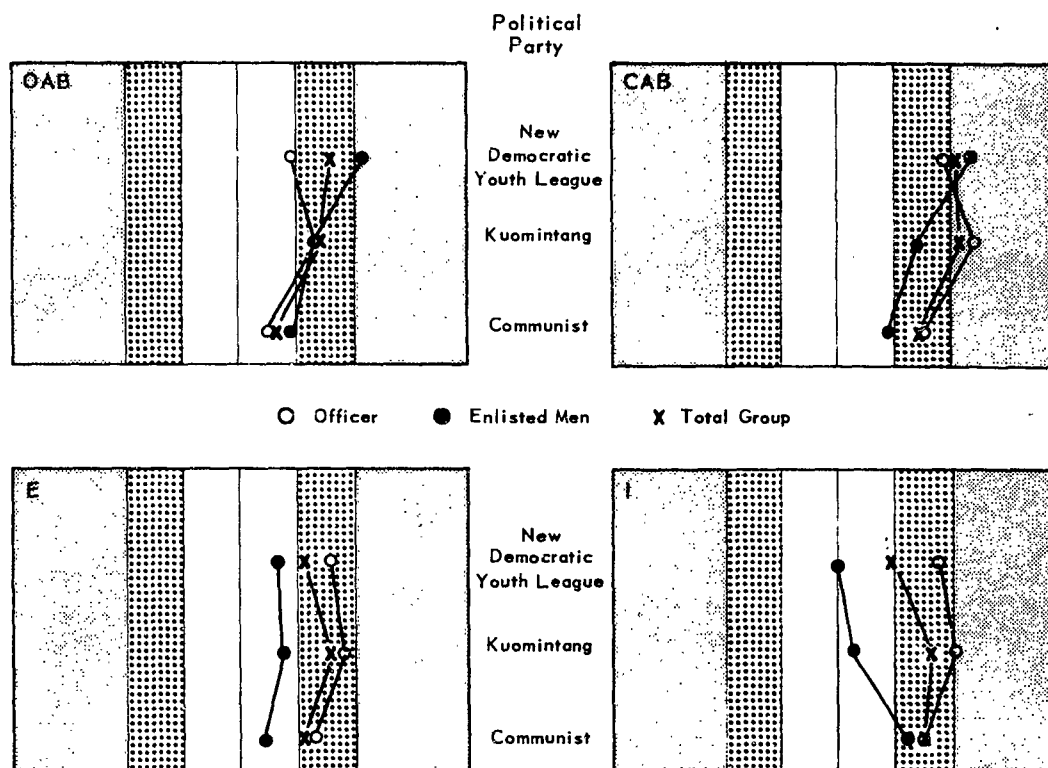 Political
Party
OAB
CAB
New
Democratic
Youth League
Kuomintang
Communist
Officer
Enlisted Men
X Total Group
E
I
New
Democratic
Youth League
Kuomintang
Communist